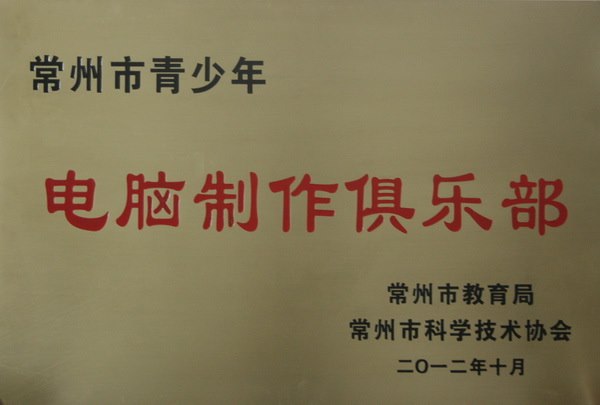 常州市青少年
电脑制作俱乐部
常州市教育局
常州市科学技术协会
二〇一二年十月